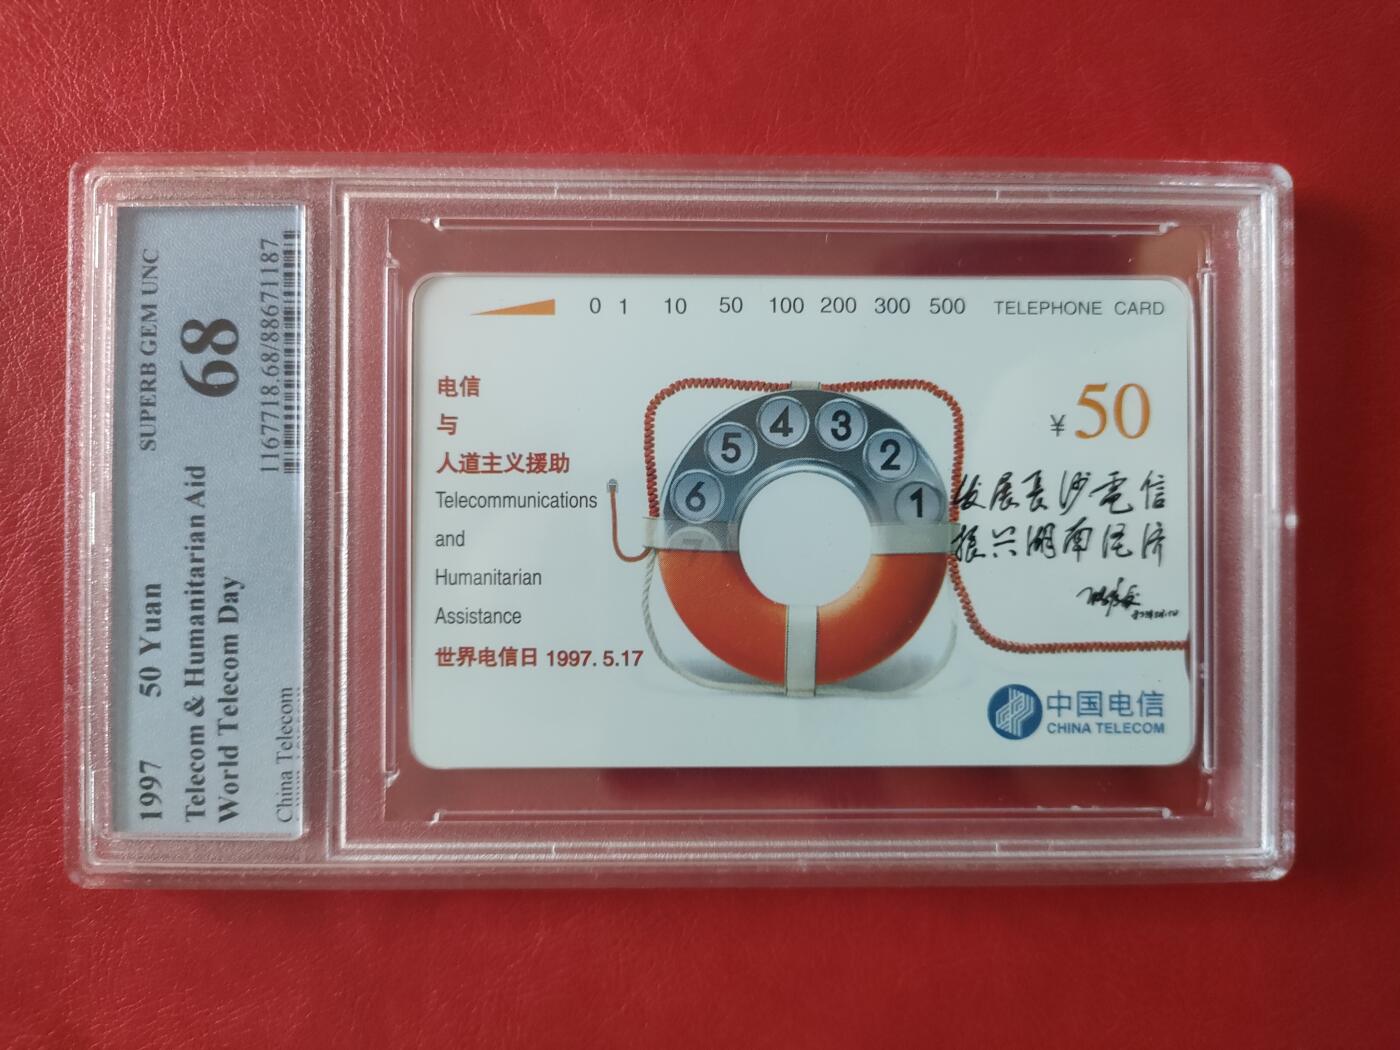 1997 50 Yuan SUPERB GEM UNC
Telecom & Humanitarian Aid 68
World Telecom Day
1167718.68/88671187
China Telecom
0 1 10 50 100 200 300 500 TELEPHONE CARD
电信
与
人道主义援助
Telecommunications
and
Humanitarian
Assistance
世界电信日 1997. 5.17
4 3
5 2
6 1
7
¥50
发展長沙電信
振兴湖南经济
中国电信
CHINA TELECOM